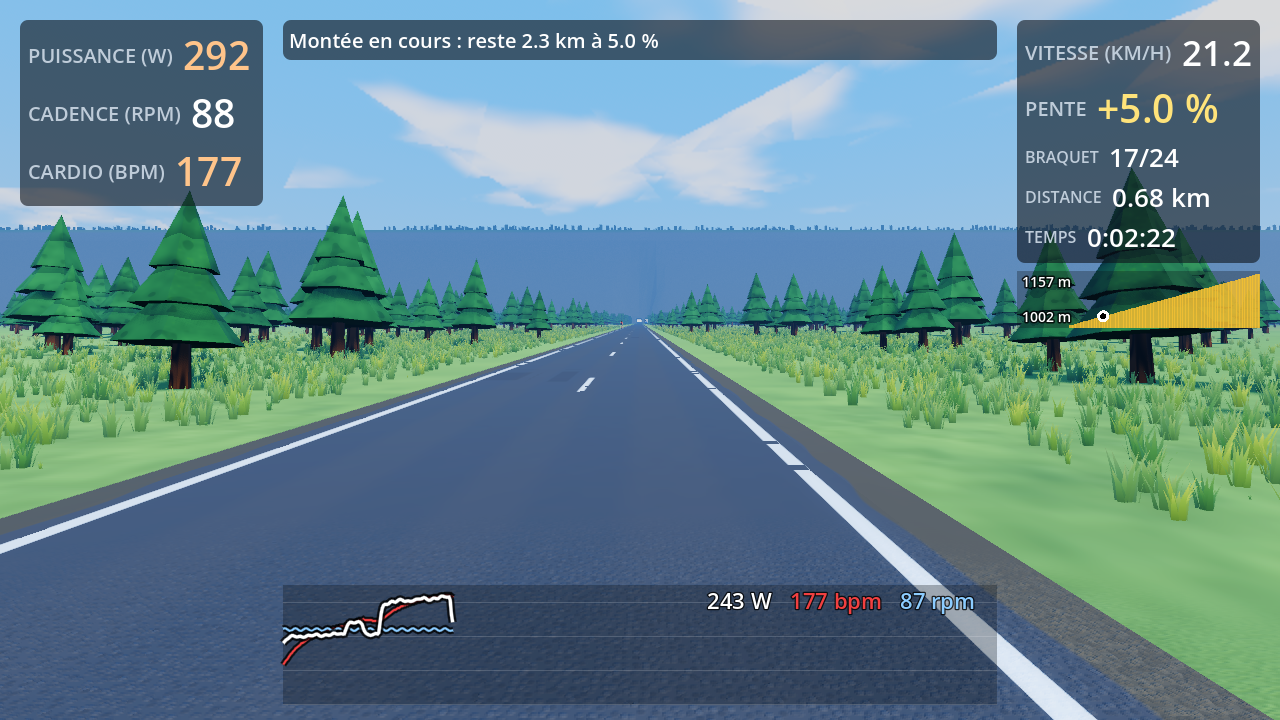 PUISSANCE (W) 292
CADENCE (RPM) 88
CARDIO (BPM) 177
Montée en cours : reste 2.3 km à 5.0 %
VITESSE (KM/H) 21.2
PENTE +5.0 %
BRAQUET 17/24
DISTANCE 0.68 km
TEMPS 0:02:22
1157 m
1002 m
243 W 177 bpm 87 rpm